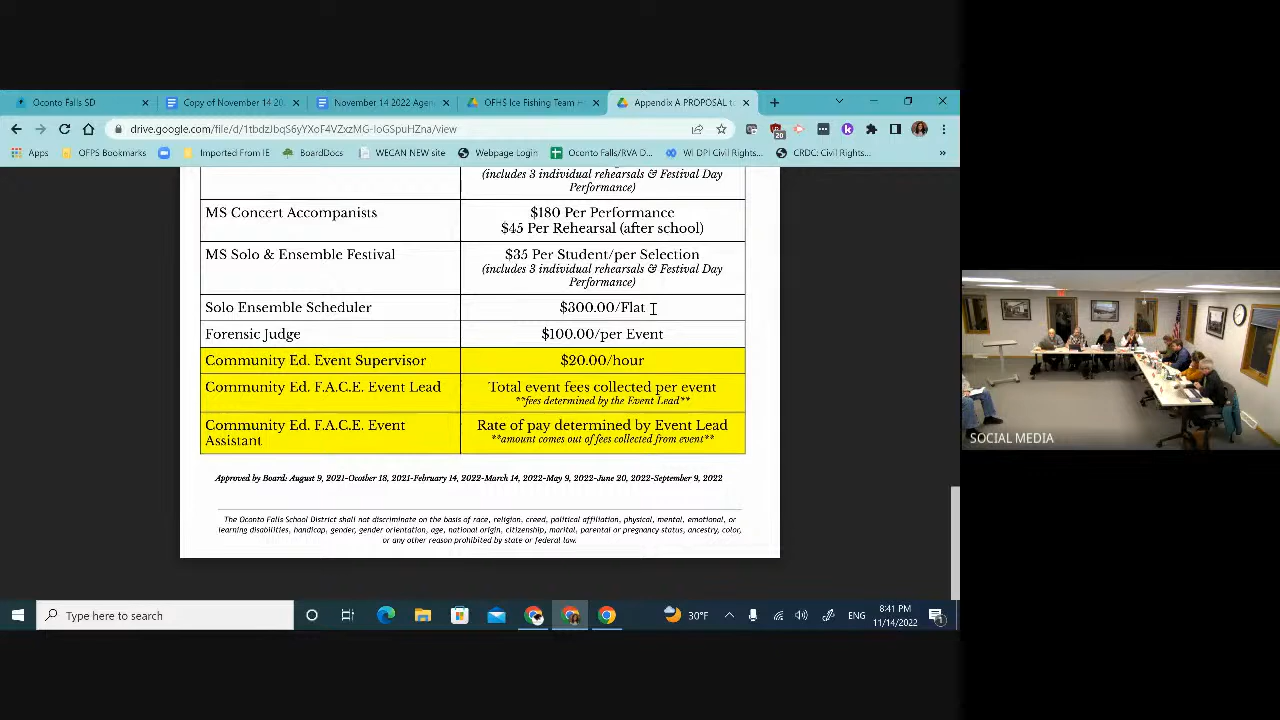 Oconto Falls SD
Copy of November 14 20
November 14 2022 Agen
OFHS Ice Fishing Team H
Appendix A PROPOSAL to
drive.google.com/file/d/1tbdzJbqS6yYXoF4VZxzMG-IoGSpuHZna/view
20
Apps
OFPS Bookmarks
Imported From IE
BoardDocs
WECAN NEW site
Webpage Login
Oconto Falls/RVA D...
WI DPI Civil Rights...
CRDC: Civil Rights...
»
(includes 3 individual rehearsals & Festival Day
Performance)
MS Concert Accompanists
$180 Per Performance
$45 Per Rehearsal (after school)
MS Solo & Ensemble Festival
$35 Per Student/per Selection
(includes 3 individual rehearsals & Festival Day
Performance)
Solo Ensemble Scheduler
$300.00/Flat
Forensic Judge
$100.00/per Event
Community Ed. Event Supervisor
$20.00/hour
Community Ed. F.A.C.E. Event Lead
Total event fees collected per event
**fees determined by the Event Lead**
Community Ed. F.A.C.E. Event
Assistant
Rate of pay determined by Event Lead
**amount comes out of fees collected from event**
Approved by Board: August 9, 2021-Ocotber 18, 2021-February 14, 2022-March 14, 2022-May 9, 2022-June 20, 2022-September 9, 2022
The Oconto Falls School District shall not discriminate on the basis of race, religion, creed, political affiliation, physical, mental, emotional, or
learning disabilities, handicap, gender, gender orientation, age, national origin, citizenship, marital, parental or pregnancy status, ancestry, color,
or any other reason prohibited by state or federal law.
SOCIAL MEDIA
Type here to search
30°F
ENG
8:41 PM
11/14/2022
1